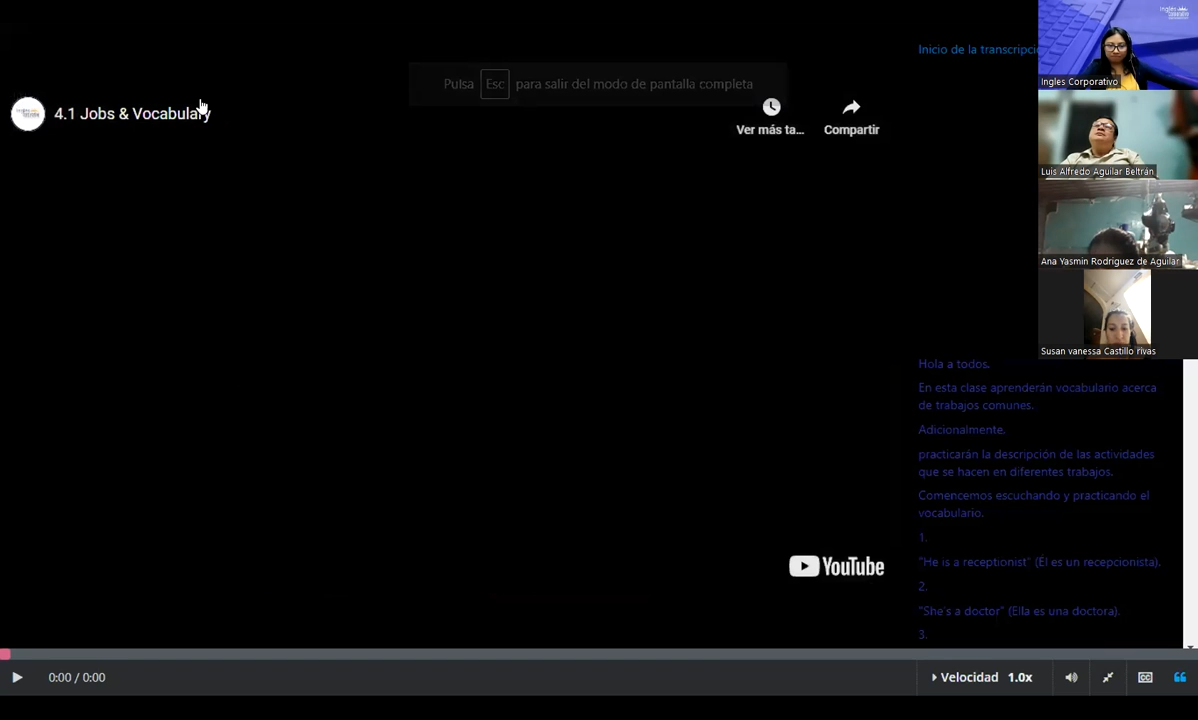 Inicio de la transcripci
Pulsa Esc para salir del modo de pantalla completa
4.1 Jobs & Vocabulary
Ver más ta...
Compartir
Ingles Corporativo
Luis Alfredo Aguilar Beltrán
Ana Yasmin Rodriguez de Aguilar
Susan vanessa Castillo rivas
Hola a todos.
En esta clase aprenderán vocabulario acerca
de trabajos comunes.
Adicionalmente.
practicarán la descripción de las actividades
que se hacen en diferentes trabajos.
Comencemos escuchando y practicando el
vocabulario.
1.
"He is a receptionist" (Él es un recepcionista).
2.
"She's a doctor" (Ella es una doctora).
3.
YouTube
0:00 / 0:00
Velocidad 1.0x